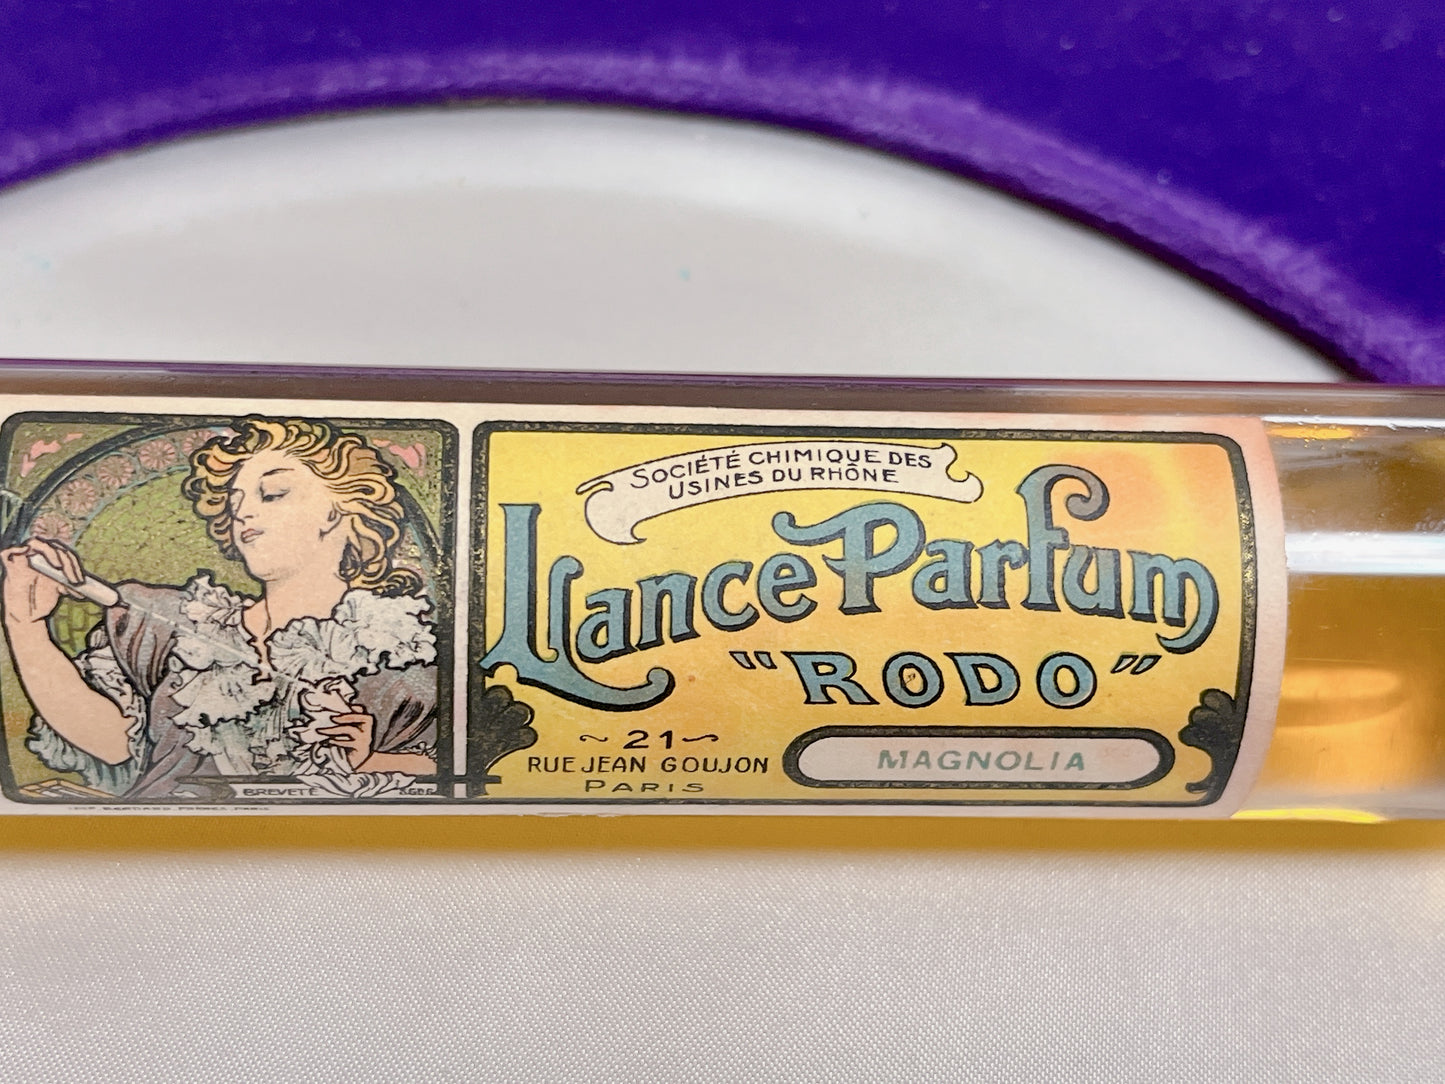 SOCIÉTÉ CHIMIQUE DES
USINES DU RHÔNE
Lance Parfum
"RODO"
~ 21 ~
RUE JEAN GOUJON
PARIS
MAGNOLIA
BREVETÉ S.G.D.G.